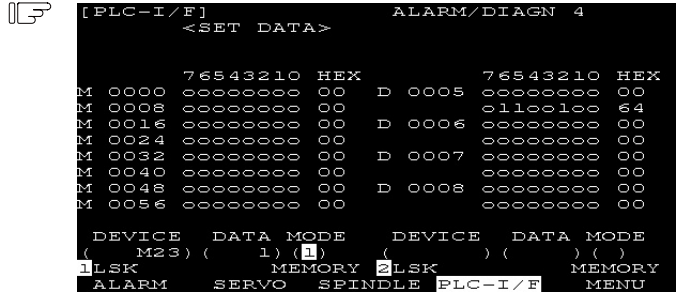 [PLC-I/F] ALARM/DIAGN 4
<SET DATA>
76543210 HEX 76543210 HEX
M 0000 00000000 00 D 0005 00000000 00
M 0008 00000000 00 01100100 64
M 0016 00000000 00 D 0006 00000000 00
M 0024 00000000 00 00000000 00
M 0032 00000000 00 D 0007 00000000 00
M 0040 00000000 00 00000000 00
M 0048 00000000 00 D 0008 00000000 00
M 0056 00000000 00 00000000 00
DEVICE DATA MODE DEVICE DATA MODE
( M23) ( 1) (1) ( ) ( ) ( )
1LSK MEMORY 2LSK MEMORY
ALARM SERVO SPINDLE PLC-I/F MENU